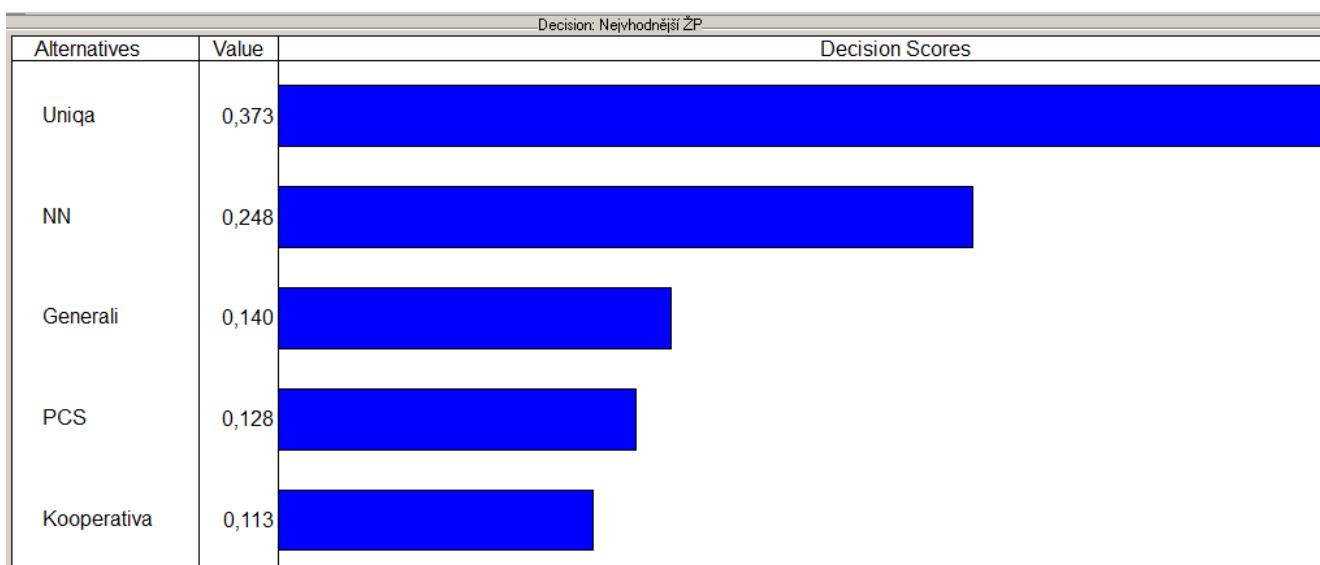 Decision: Nejvhodnější ŽP
Alternatives Value Decision Scores
Uniqa 0,373
NN 0,248
Generali 0,140
PCS 0,128
Kooperativa 0,113